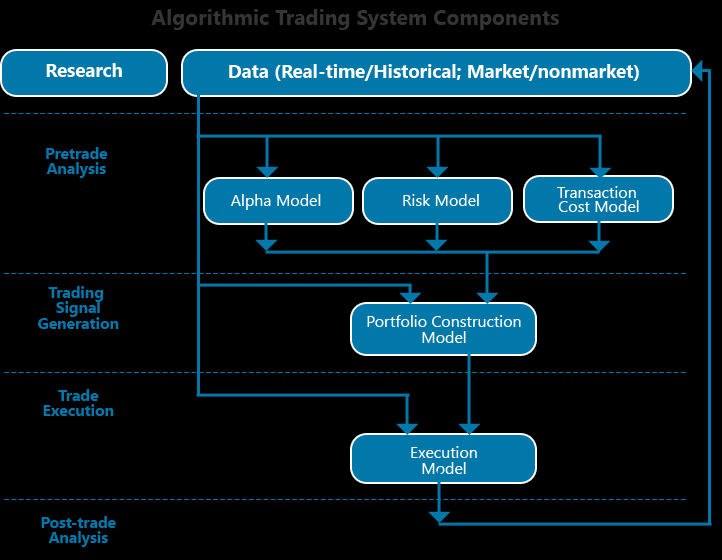 Algorithmic Trading System Components
Research
Data (Real-time/Historical; Market/nonmarket)
Pretrade
Analysis
Alpha Model
Risk Model
Transaction
Cost Model
Trading
Signal
Generation
Portfolio Construction
Model
Trade
Execution
Execution
Model
Post-trade
Analysis